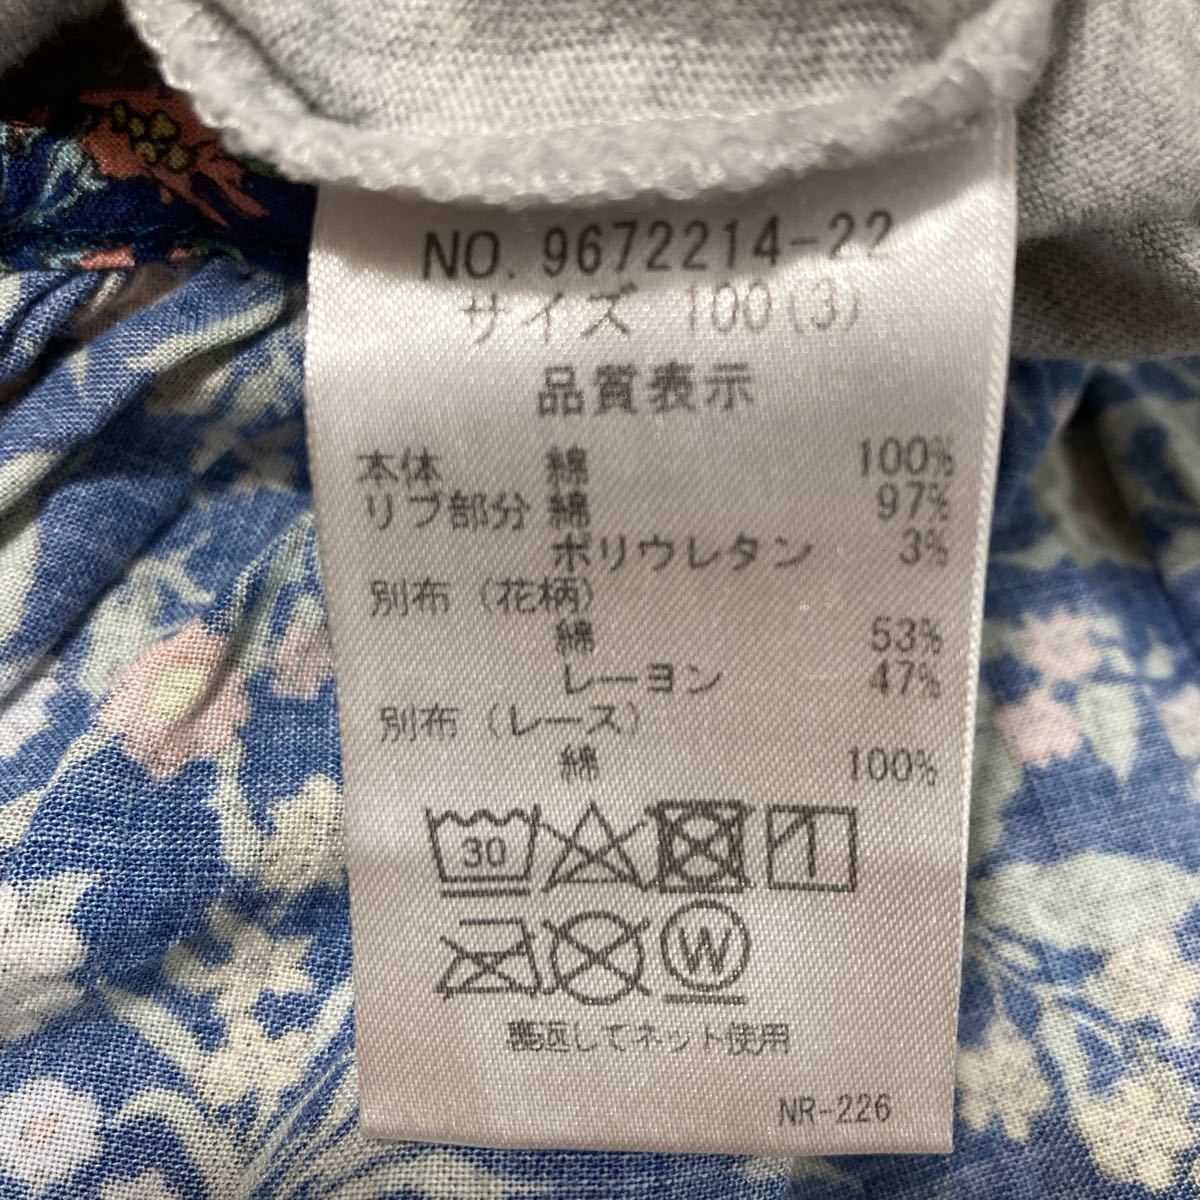 NO. 9672214-22
サイズ 100(3)
品質表示
本体 綿 100%
リブ部分 綿 97%
ポリウレタン 3%
別布 (花柄)
綿 53%
レーヨン 47%
別布 (レース)
綿 100%
30
W
裏返してネット使用
NR-226